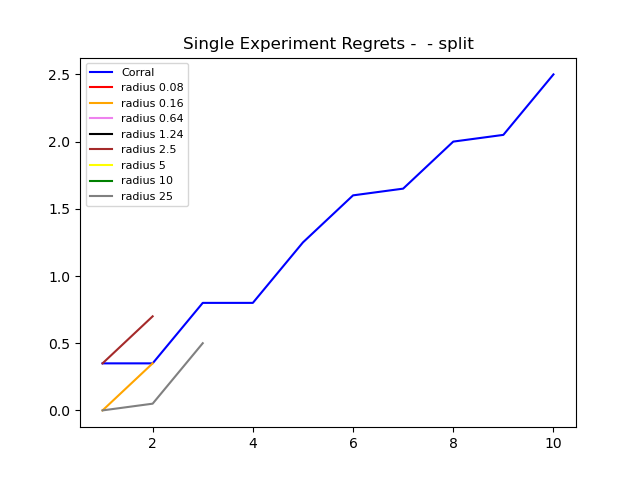 Single Experiment Regrets -  - split
Corral
radius 0.08
radius 0.16
radius 0.64
radius 1.24
radius 2.5
radius 5
radius 10
radius 25
2.5
2.0
1.5
1.0
0.5
0.0
2 4 6 8 10